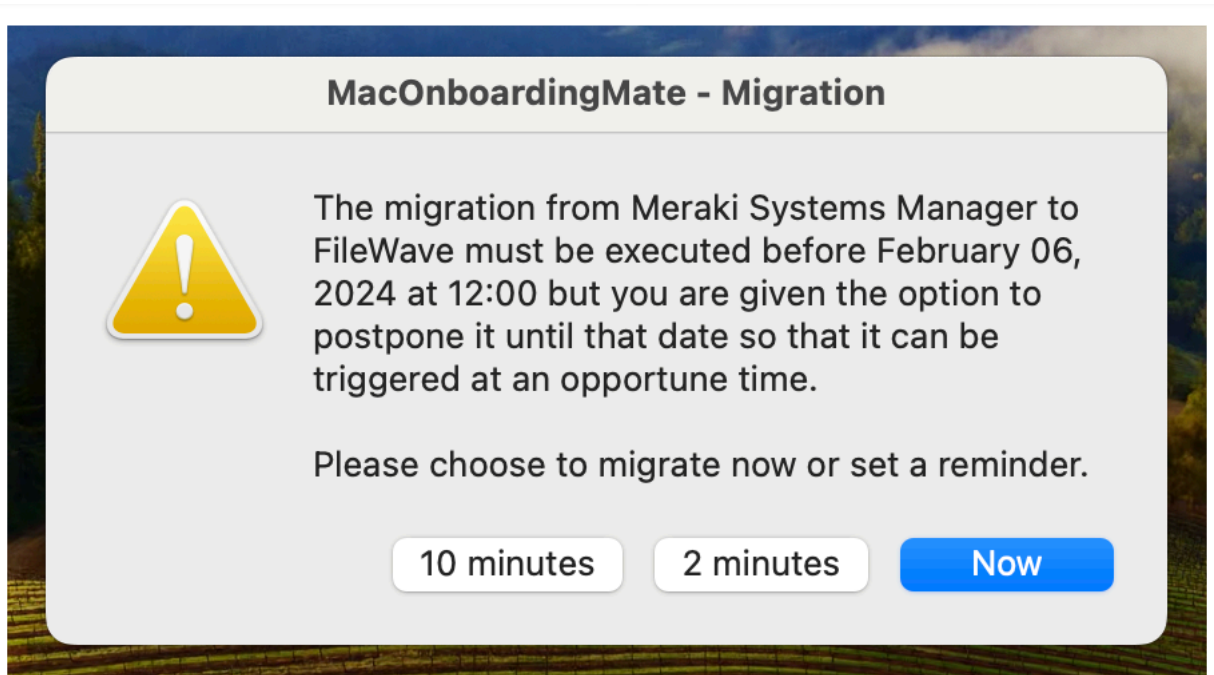 MacOnboardingMate - Migration
The migration from Meraki Systems Manager to
FileWave must be executed before February 06,
2024 at 12:00 but you are given the option to
postpone it until that date so that it can be
triggered at an opportune time.
Please choose to migrate now or set a reminder.
10 minutes 2 minutes Now